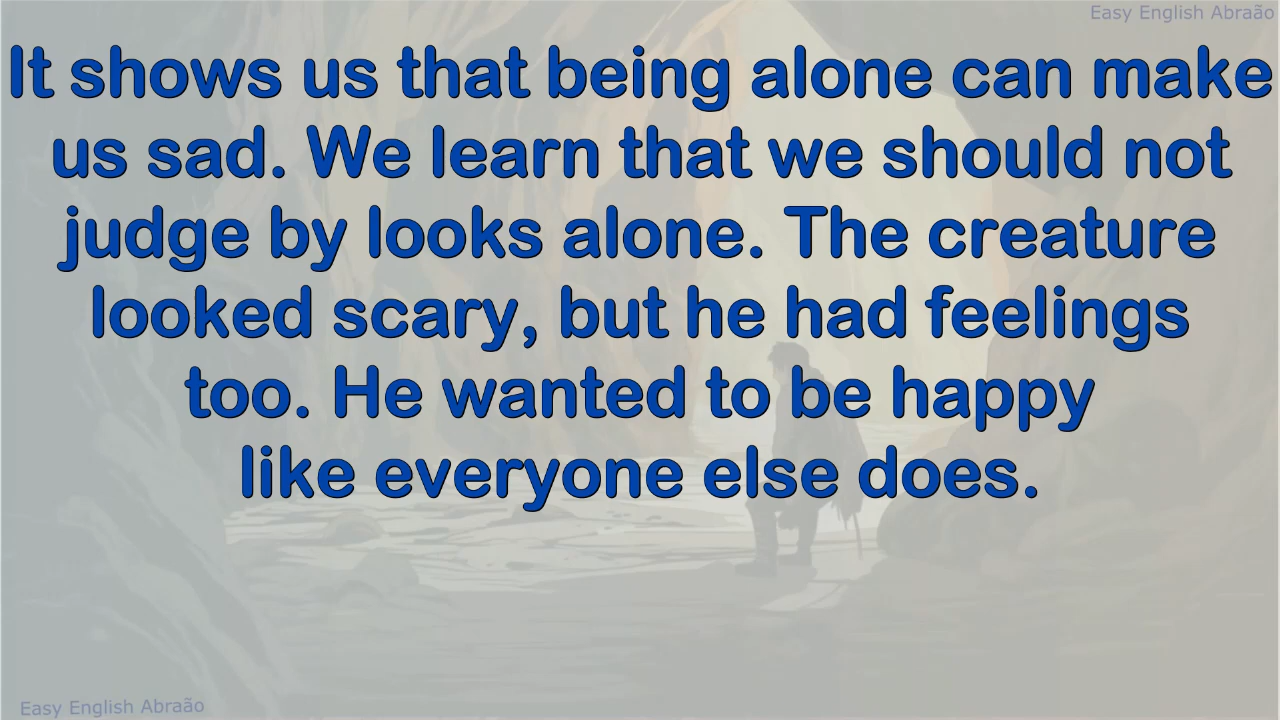 Easy English Abraão
It shows us that being alone can make
us sad. We learn that we should not
judge by looks alone. The creature
looked scary, but he had feelings
too. He wanted to be happy
like everyone else does.
Easy English Abraão